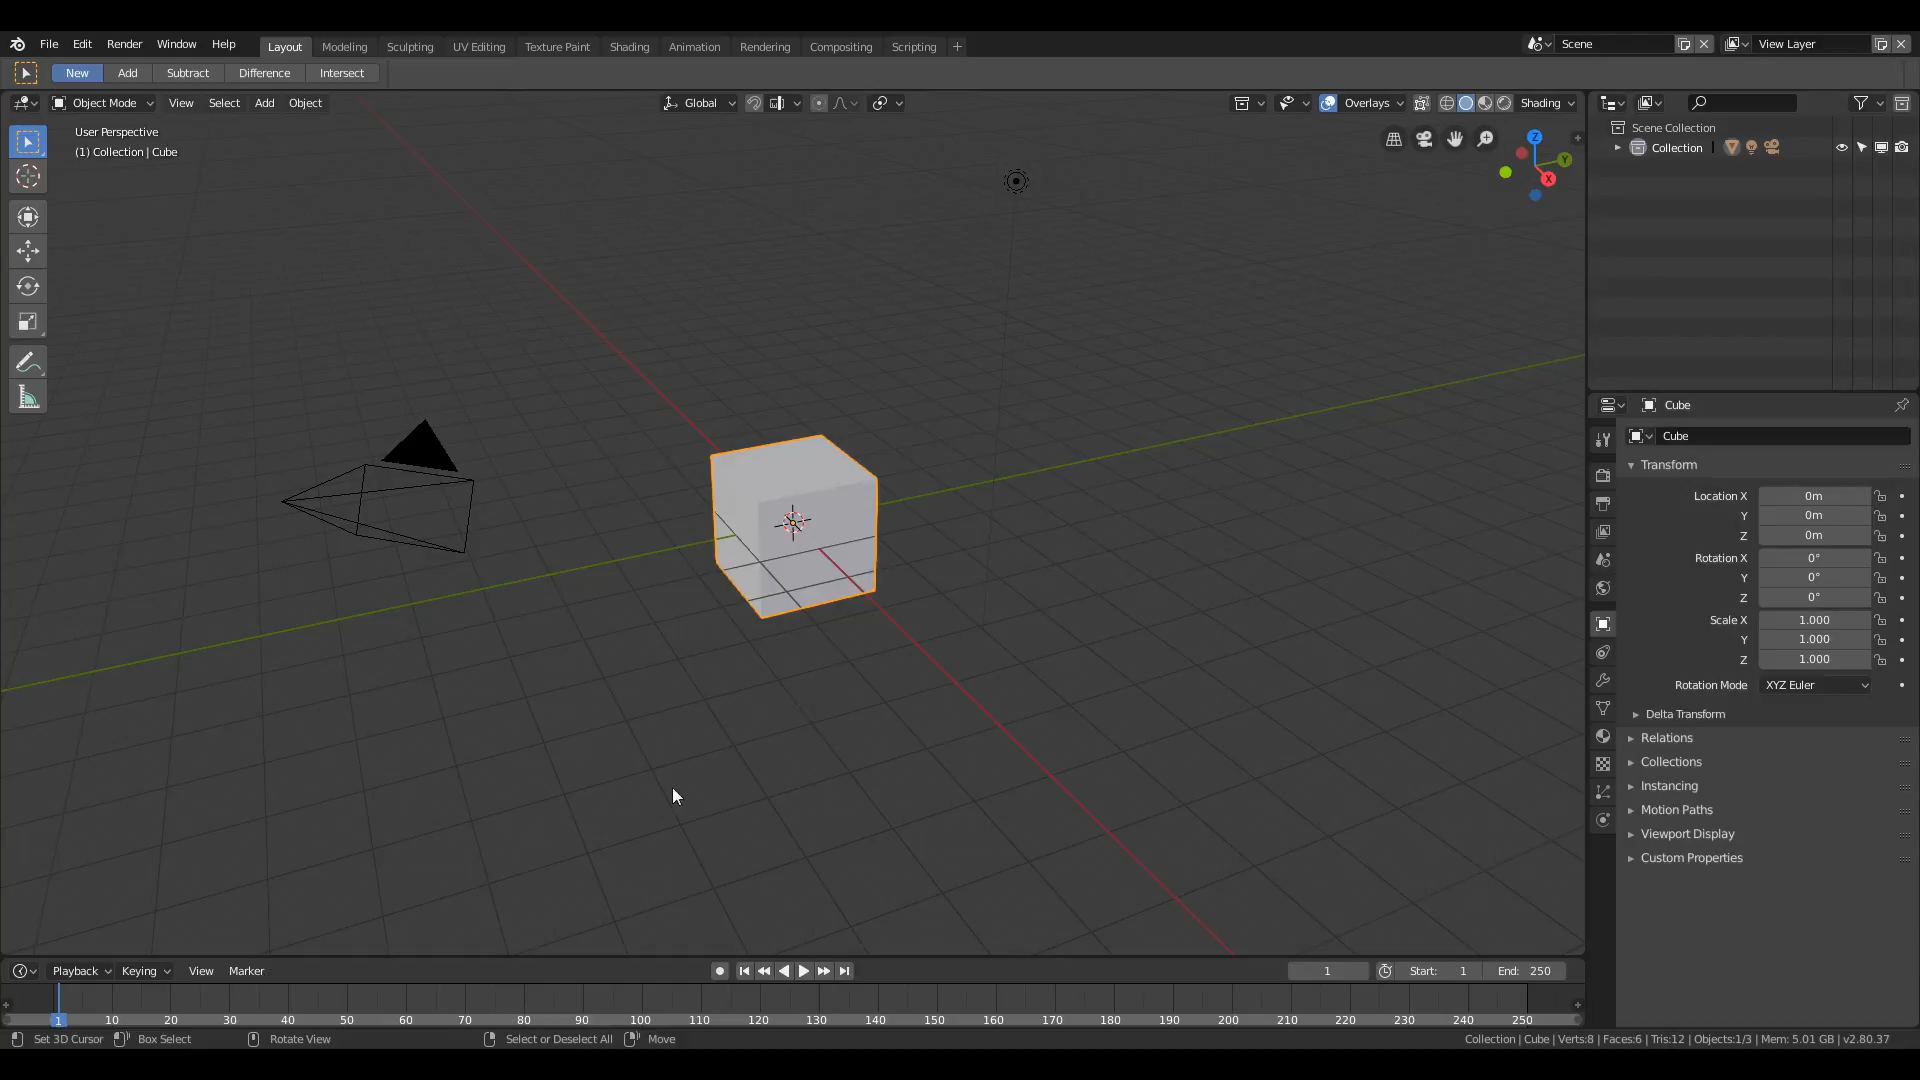 File Edit Render Window Help Layout Modeling Sculpting UV Editing Texture Paint Shading Animation Rendering Compositing Scripting + Scene View Layer
New Add Subtract Difference Intersect
Object Mode View Select Add Object Global Overlays Shading
User Perspective
(1) Collection | Cube
Z
Y
X
Scene Collection
Collection
Cube
Cube
Transform
Location X 0m
Y 0m
Z 0m
Rotation X 0°
Y 0°
Z 0°
Scale X 1.000
Y 1.000
Z 1.000
Rotation Mode XYZ Euler
Delta Transform
Relations
Collections
Instancing
Motion Paths
Viewport Display
Custom Properties
Playback Keying View Marker 1 Start: 1 End: 250
1 10 20 30 40 50 60 70 80 90 100 110 120 130 140 150 160 170 180 190 200 210 220 230 240 250
Set 3D Cursor Box Select Rotate View Select or Deselect All Move Collection | Cube | Verts:8 | Faces:6 | Tris:12 | Objects:1/3 | Mem: 5.01 GB | v2.80.37